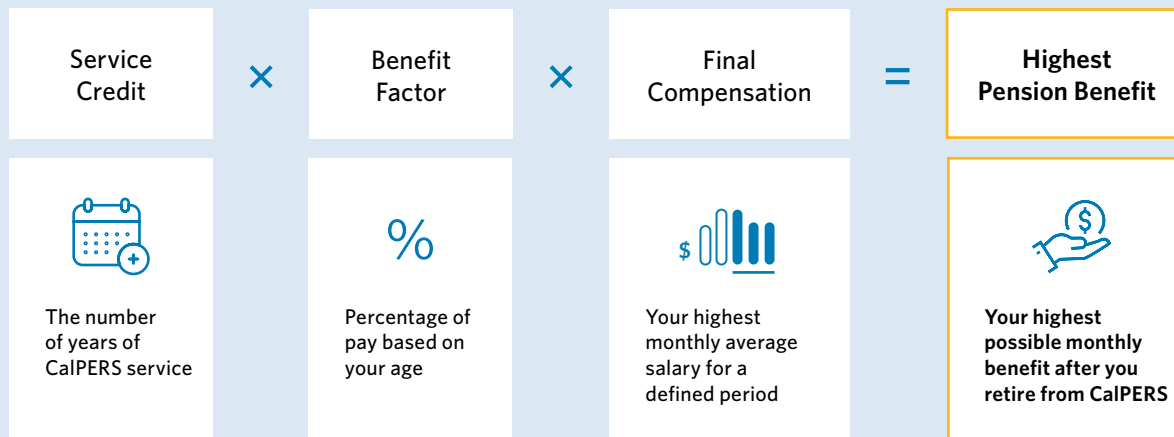 Service
Credit
×
Benefit
Factor
×
Final
Compensation
=
Highest
Pension Benefit
The number
of years of
CalPERS service
%
Percentage of
pay based on
your age
$
Your highest
monthly average
salary for a
defined period
$
Your highest
possible monthly
benefit after you
retire from CalPERS